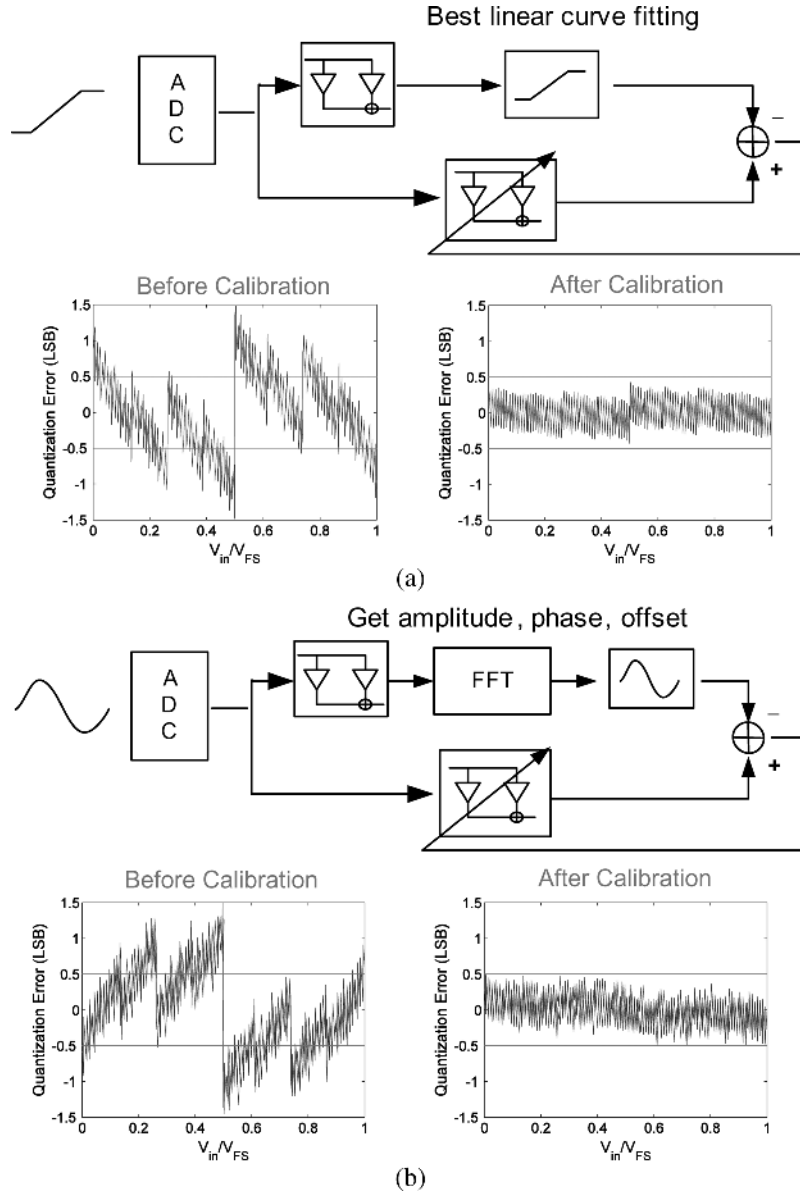 Best linear curve fitting
A
D
C
−
+
Before Calibration
After Calibration
Quantization Error (LSB)
1.5
1
0.5
0
-0.5
-1
-1.5
0 0.2 0.4 0.6 0.8 1
Vin/VFS
Quantization Error (LSB)
1.5
1
0.5
0
-0.5
-1
-1.5
0 0.2 0.4 0.6 0.8 1
Vin/VFS
(a)
Get amplitude, phase, offset
A
D
C
FFT
−
+
Before Calibration
After Calibration
Quantization Error (LSB)
1.5
1
0.5
0
-0.5
-1
-1.5
0 0.2 0.4 0.6 0.8 1
Vin/VFS
Quantization Error (LSB)
1.5
1
0.5
0
-0.5
-1
-1.5
0 0.2 0.4 0.6 0.8 1
Vin/VFS
(b)